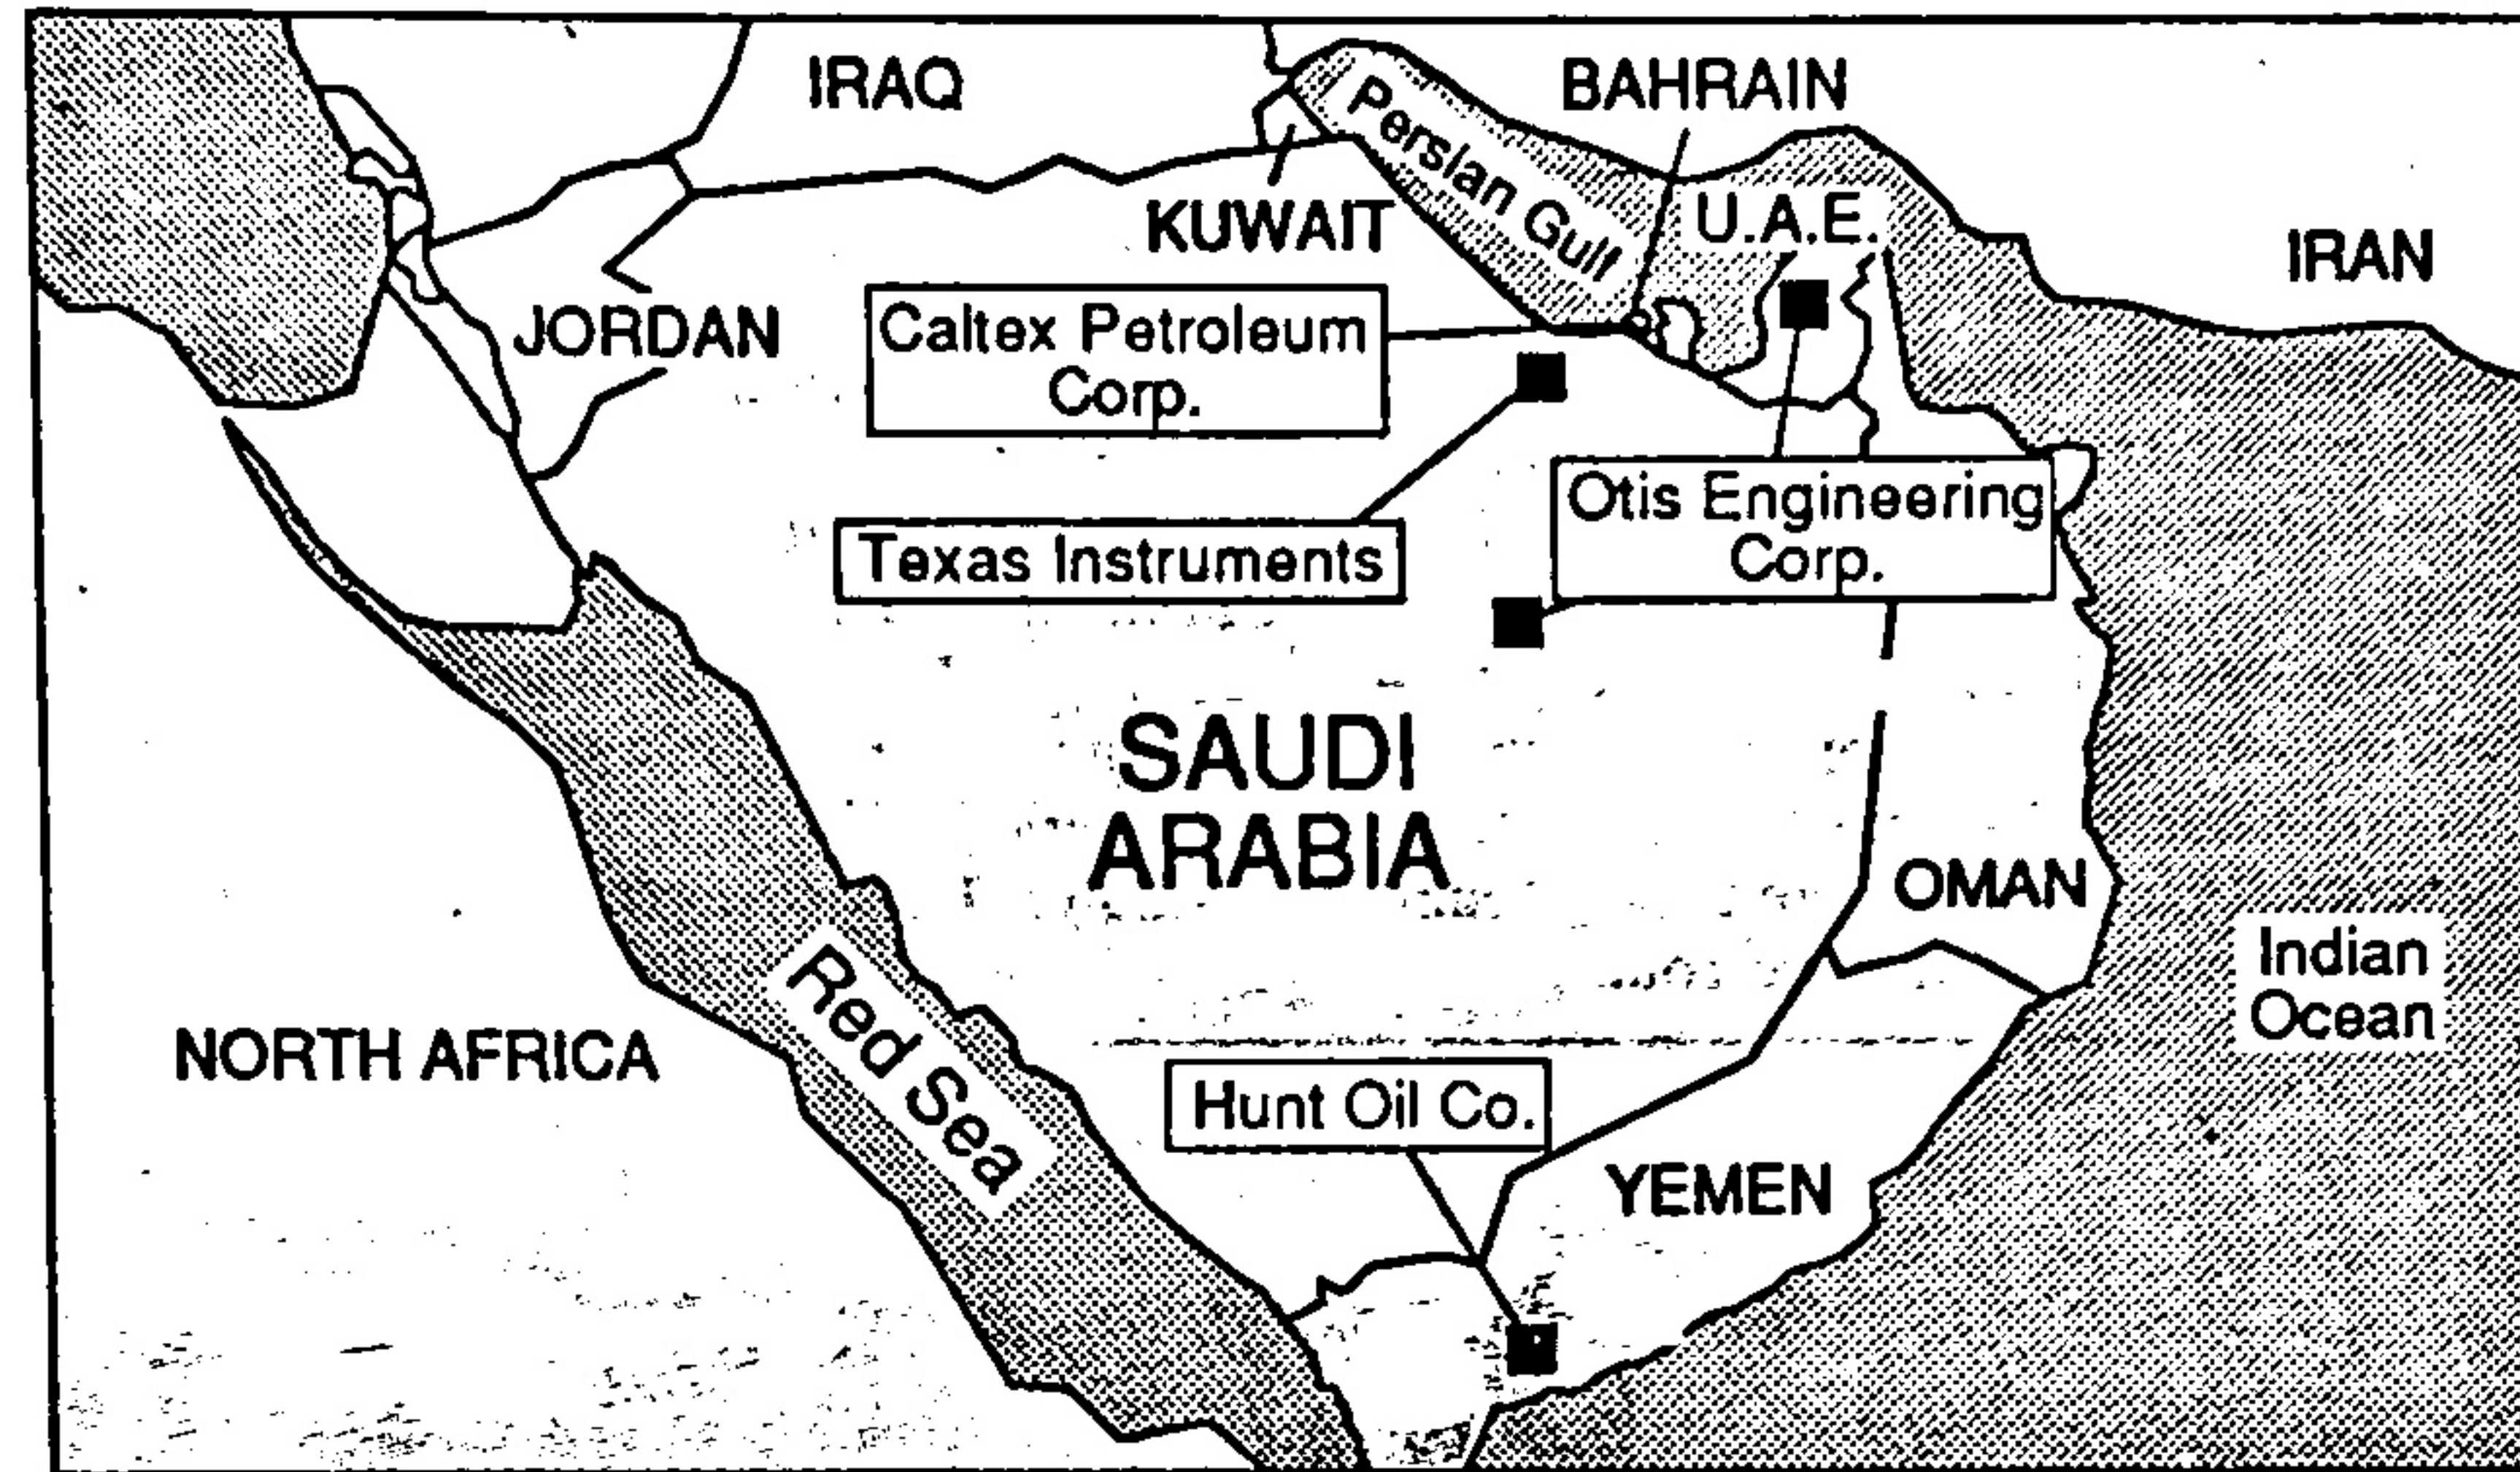 IRAQ
BAHRAIN
Persian Gulf
KUWAIT
U.A.E.
IRAN
JORDAN
Caltex Petroleum
Corp.
Texas Instruments
Otis Engineering
Corp.
SAUDI
ARABIA
OMAN
Indian
Ocean
Red Sea
NORTH AFRICA
Hunt Oil Co.
YEMEN